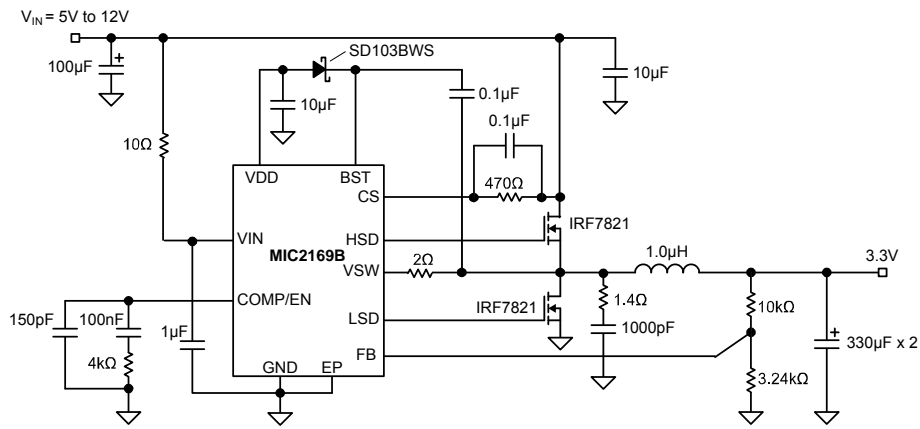 VIN = 5V to 12V
100µF
+
SD103BWS
10µF
0.1µF
10µF
0.1µF
10Ω
VDD
BST
CS
470Ω
IRF7821
VIN
HSD
MIC2169B
VSW
2Ω
1.0µH
3.3V
COMP/EN
150pF
100nF
1µF
4kΩ
LSD
IRF7821
1.4Ω
1000pF
10kΩ
+
330µF x 2
FB
GND
EP
3.24kΩ